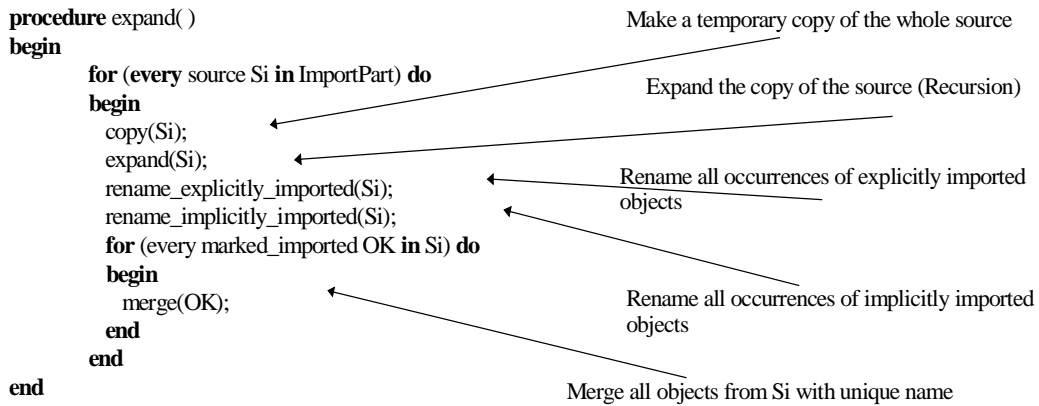 procedure expand( )
begin
for (every source Si in ImportPart) do
begin
copy(Si);
expand(Si);
rename_explicitly_imported(Si);
rename_implicitly_imported(Si);
for (every marked_imported OK in Si) do
begin
merge(OK);
end
end
end
Make a temporary copy of the whole source
Expand the copy of the source (Recursion)
Rename all occurrences of explicitly imported
objects
Rename all occurrences of implicitly imported
objects
Merge all objects from Si with unique name